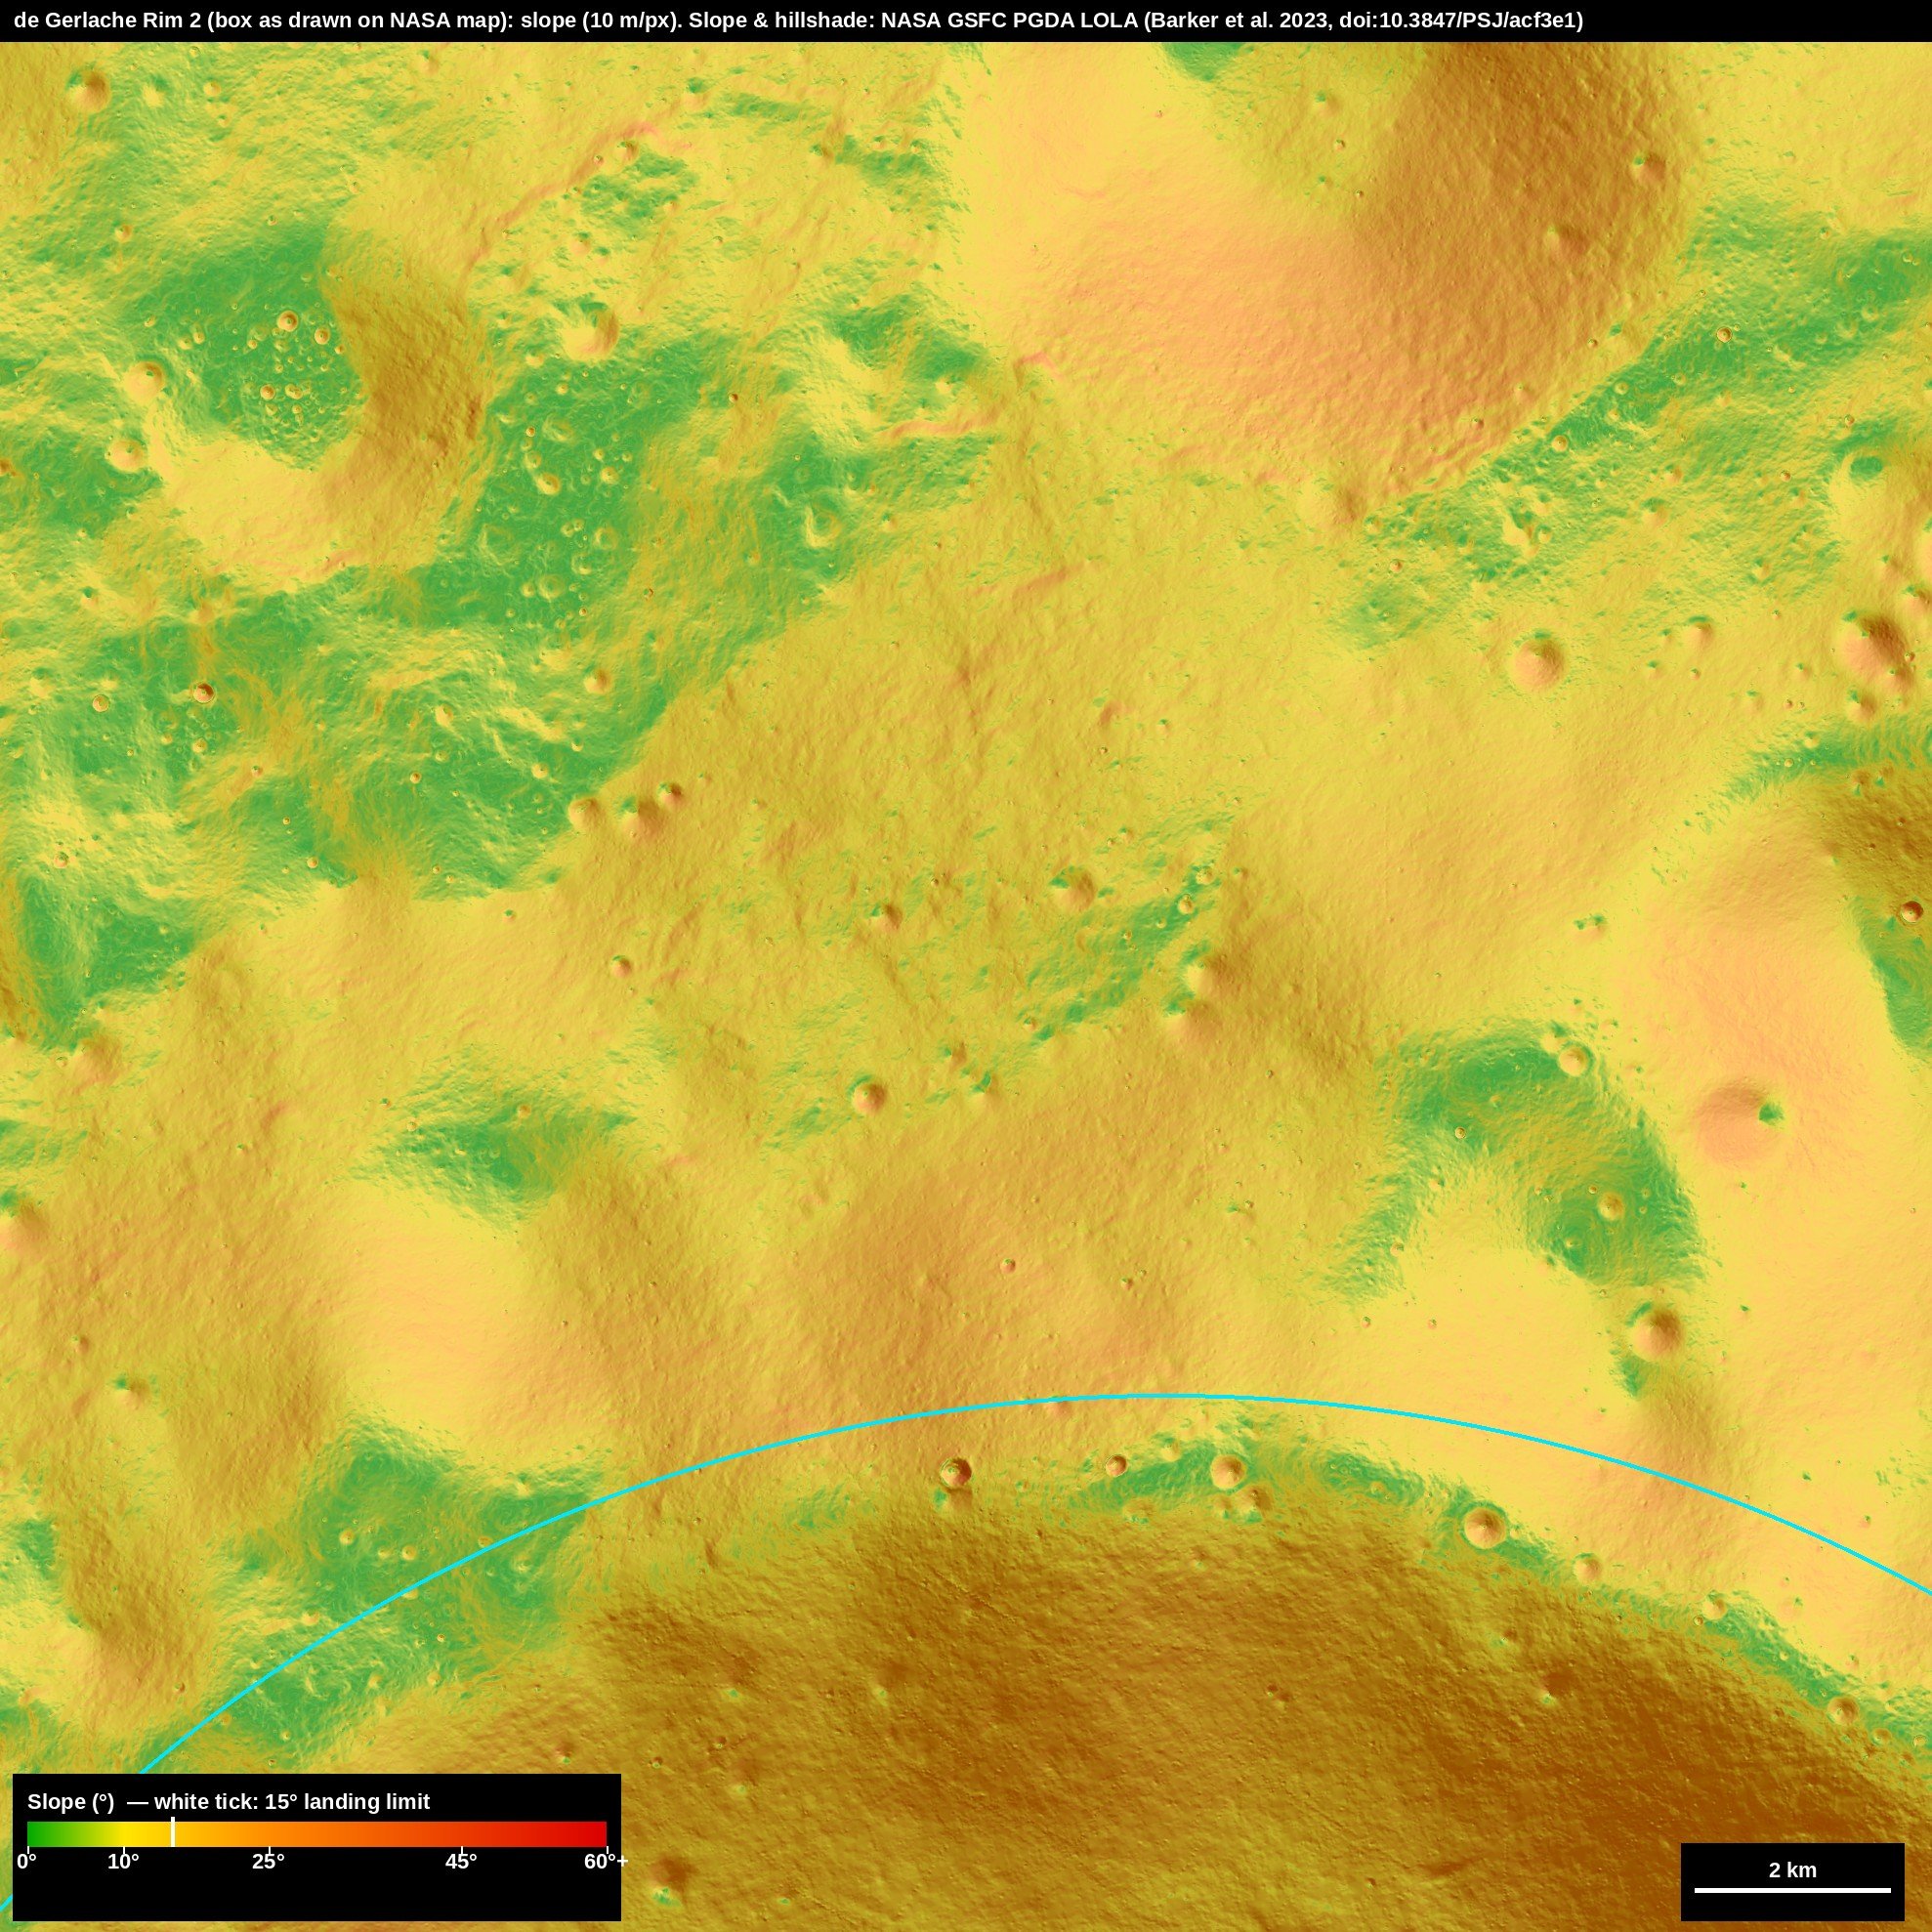 de Gerlache Rim 2 (box as drawn on NASA map): slope (10 m/px). Slope & hillshade: NASA GSFC PGDA LOLA (Barker et al. 2023, doi:10.3847/PSJ/acf3e1)
Slope (°) — white tick: 15° landing limit
0° 10° 25° 45° 60°+
2 km